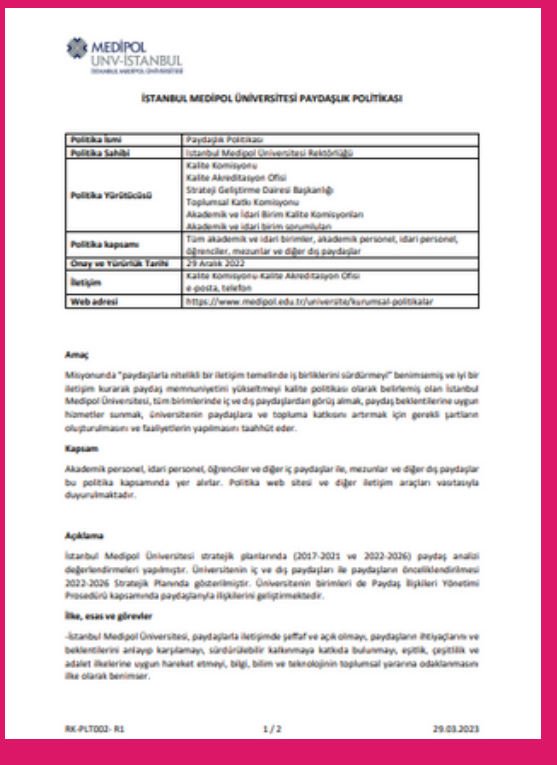 MEDİPOL
UNV-İSTANBUL
İSTANBUL MEDİPOL ÜNİVERSİTESİ
İSTANBUL MEDİPOL ÜNİVERSİTESİ PAYDAŞLIK POLİTİKASI
Politika İsmi Paydaşlık Politikası
Politika Sahibi İstanbul Medipol Üniversitesi Rektörlüğü
Politika Yürütücüsü Kalite Komisyonu
Kalite Akreditasyon Ofisi
Strateji Geliştirme Dairesi Başkanlığı
Toplumsal Katkı Komisyonu
Akademik ve İdari Birim Kalite Komisyonları
Akademik ve idari birim sorumluları
Politika kapsamı Tüm akademik ve idari birimler, akademik personel, idari personel,
öğrenciler, mezunlar ve diğer dış paydaşlar
Onay ve Yürürlük Tarihi 29 Aralık 2022
İletişim Kalite Komisyonu-Kalite Akreditasyon Ofisi
e-posta, telefon
Web adresi https://www.medipol.edu.tr/universite/kurumsal-politikalar
Amaç
Misyonunda "paydaşlarla nitelikli bir iletişim temelinde iş birliklerini sürdürmeyi" benimsemiş ve iyi bir
iletişim kurarak paydaş memnuniyetini yükseltmeyi kalite politikası olarak belirlemiş olan İstanbul
Medipol Üniversitesi, tüm birimlerinde iç ve dış paydaşlardan görüş almak, paydaş beklentilerine uygun
hizmetler sunmak, üniversitenin paydaşlara ve topluma katkısını artırmak için gerekli şartların
oluşturulmasını ve faaliyetlerin yapılmasını taahhüt eder.
Kapsam
Akademik personel, idari personel, öğrenciler ve diğer iç paydaşlar ile, mezunlar ve diğer dış paydaşlar
bu politika kapsamında yer alırlar. Politika web sitesi ve diğer iletişim araçları vasıtasıyla
duyurulmaktadır.
Açıklama
İstanbul Medipol Üniversitesi stratejik planlarında (2017-2021 ve 2022-2026) paydaş analizi
değerlendirmeleri yapılmıştır. Üniversitenin iç ve dış paydaşları ile paydaşların önceliklendirilmesi
2022-2026 Stratejik Planında gösterilmiştir. Üniversitenin birimleri de Paydaş İlişkileri Yönetimi
Prosedürü kapsamında paydaşlarıyla ilişkilerini geliştirmektedir.
İlke, esas ve görevler
-İstanbul Medipol Üniversitesi, paydaşlarla iletişimde şeffaf ve açık olmayı, paydaşların ihtiyaçlarını ve
beklentilerini anlayıp karşılamayı, sürdürülebilir kalkınmaya katkıda bulunmayı, eşitlik, çeşitlilik ve
adalet ilkelerine uygun hareket etmeyi, bilgi, bilim ve teknolojinin toplumsal yararına odaklanmasını
ilke olarak benimser.
RK-PLT002- R1 1 / 2 29.03.2023